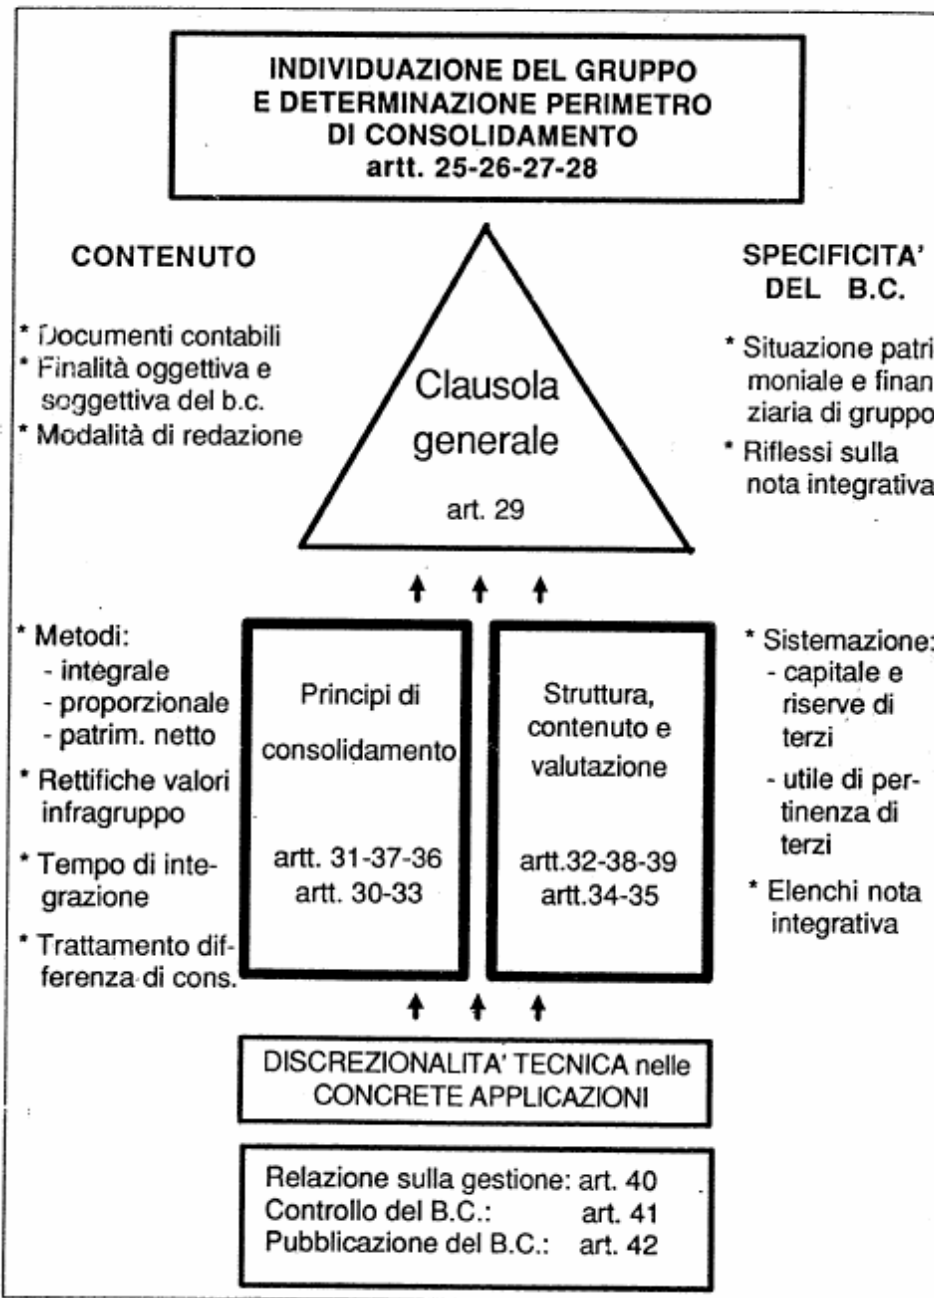 INDIVIDUAZIONE DEL GRUPPO
E DETERMINAZIONE PERIMETRO
DI CONSOLIDAMENTO
artt. 25-26-27-28
CONTENUTO
* Documenti contabili
* Finalità oggettiva e
soggettiva del b.c.
* Modalità di redazione
Clausola
generale
art. 29
SPECIFICITA'
DEL B.C.
* Situazione patri
moniale e finan
ziaria di gruppo
* Riflessi sulla
nota integrativa
* Metodi:
- integrale
- proporzionale
- patrim. netto
* Rettifiche valori
infragruppo
* Tempo di inte-
grazione
* Trattamento dif-
ferenza di cons.
Principi di
consolidamento
artt. 31-37-36
artt. 30-33
Struttura,
contenuto e
valutazione
artt.32-38-39
artt.34-35
* Sistemazione:
- capitale e
riserve di
terzi
- utile di per-
tinenza di
terzi
* Elenchi nota
integrativa
DISCREZIONALITA' TECNICA nelle
CONCRETE APPLICAZIONI
Relazione sulla gestione: art. 40
Controllo del B.C.: art. 41
Pubblicazione del B.C.: art. 42